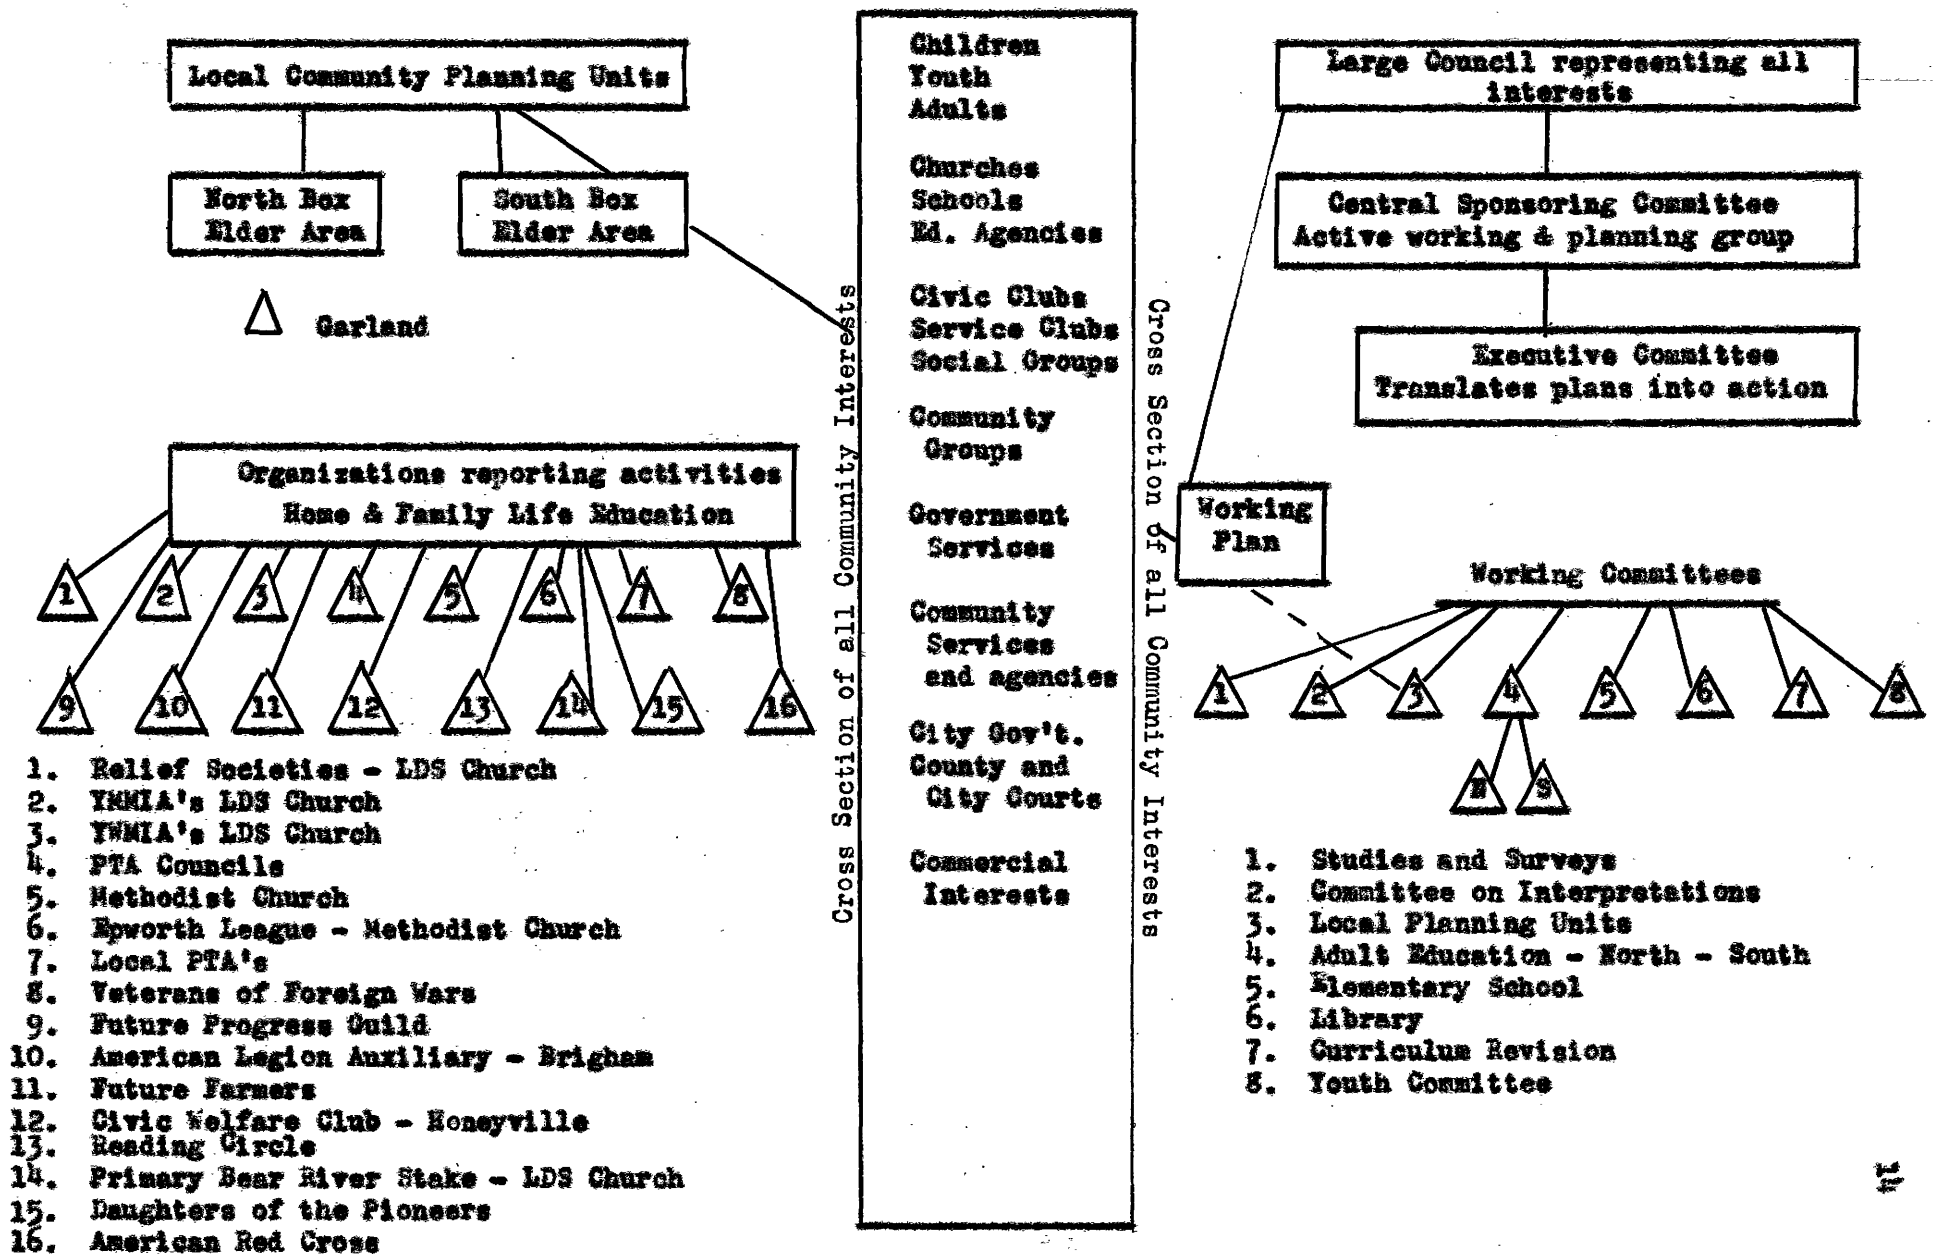 Local Community Planning Units
North Box
Elder Area
South Box
Elder Area
Garland
Organizations reporting activities
Home & Family Life Education
1
2
3
4
5
6
7
8
9
10
11
12
13
14
15
16
1. Relief Societies - LDS Church
2. YMMIA's LDS Church
3. YWMIA's LDS Church
4. PTA Councils
5. Methodist Church
6. Epworth League - Methodist Church
7. Local PTA's
8. Veterans of Foreign Wars
9. Future Progress Guild
10. American Legion Auxiliary - Brigham
11. Future Farmers
12. Civic Welfare Club - Honeyville
13. Reading Circle
14. Primary Bear River Stake - LDS Church
15. Daughters of the Pioneers
16. American Red Cross
Cross Section of all Community Interests
Children
Youth
Adults
Churches
Schools
Ed. Agencies
Civic Clubs
Service Clubs
Social Groups
Community
Groups
Government
Services
Community
Services
and agencies
City Gov't.
County and
City Courts
Commercial
Interests
Cross Section of all Community Interests
Large Council representing all
interests
Central Sponsoring Committee
Active working & planning group
Executive Committee
Translates plans into action
Working
Plan
Working Committees
1
2
3
4
5
6
7
8
N
S
1. Studies and Surveys
2. Committee on Interpretations
3. Local Planning Units
4. Adult Education - North - South
5. Elementary School
6. Library
7. Curriculum Revision
8. Youth Committee
14